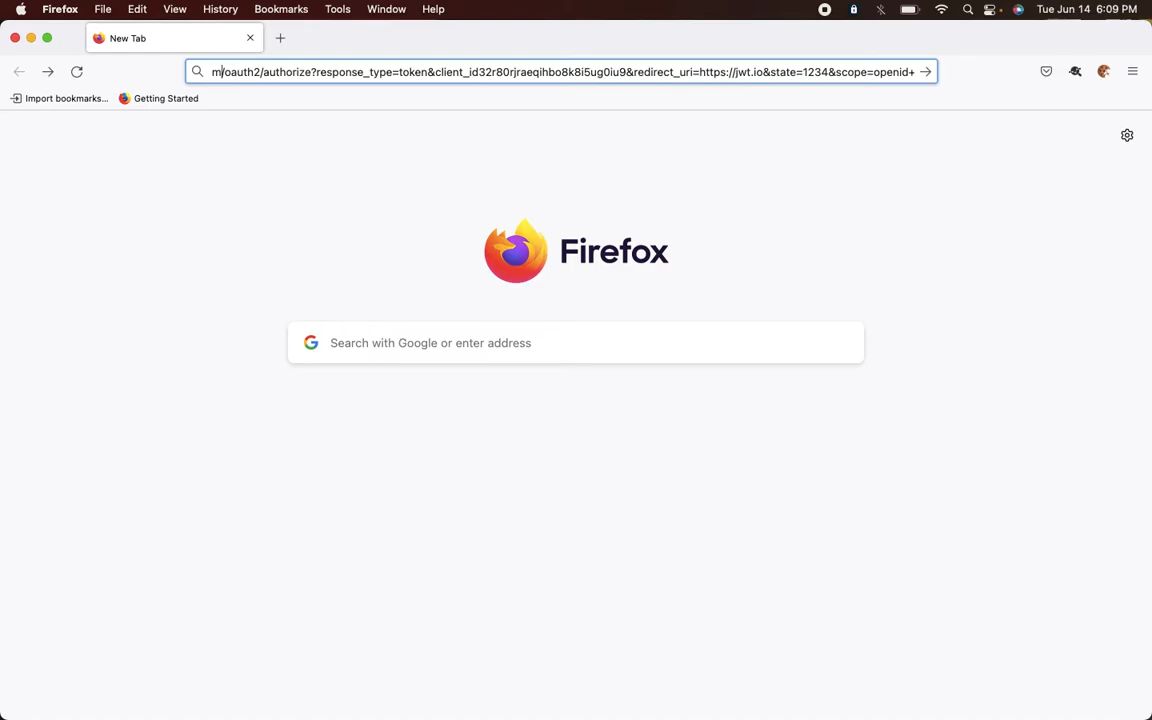 Firefox File Edit View History Bookmarks Tools Window Help Tue Jun 14 6:09 PM
New Tab
m/oauth2/authorize?response_type=token&client_id32r80rjraeqihbo8k8i5ug0iu9&redirect_uri=https://jwt.io&state=1234&scope=openid+
Import bookmarks... Getting Started
Firefox
Search with Google or enter address